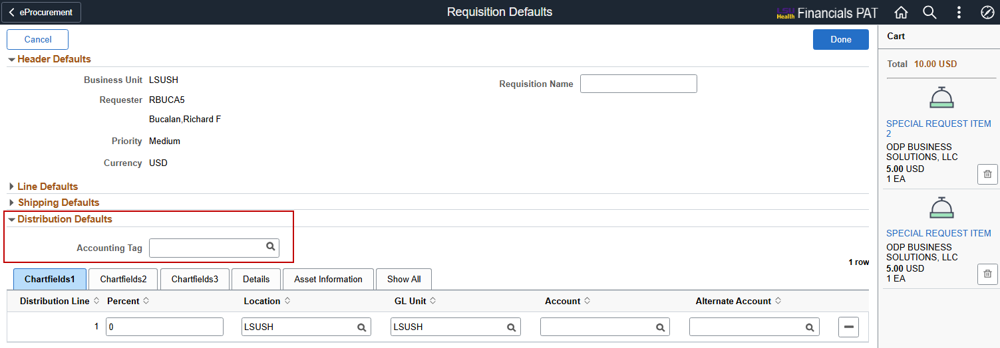 eProcurement
Requisition Defaults
LSU Health Financials PAT
Cancel
Done
Header Defaults
Business Unit LSUSH
Requisition Name
Requester RBUCA5
Bucalan,Richard F
Priority Medium
Currency USD
Line Defaults
Shipping Defaults
Distribution Defaults
Accounting Tag
1 row
Chartfields1 Chartfields2 Chartfields3 Details Asset Information Show All
Distribution Line Percent Location GL Unit Account Alternate Account
1 0 LSUSH LSUSH
Cart
Total 10.00 USD
SPECIAL REQUEST ITEM
2
ODP BUSINESS
SOLUTIONS, LLC
5.00 USD
1 EA
SPECIAL REQUEST ITEM
ODP BUSINESS
SOLUTIONS, LLC
5.00 USD
1 EA